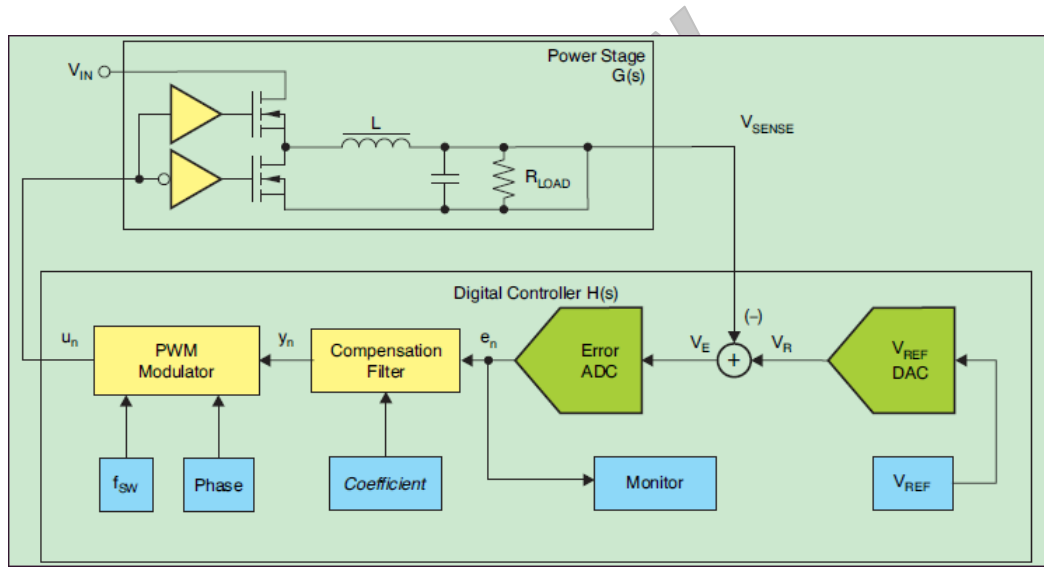 Power Stage
G(s)
VIN
L
VSENSE
RLOAD
Digital Controller H(s)
(–)
un
PWM
Modulator
yn
Compensation
Filter
en
Error
ADC
VE
+
VR
VREF
DAC
fSW
Phase
Coefficient
Monitor
VREF